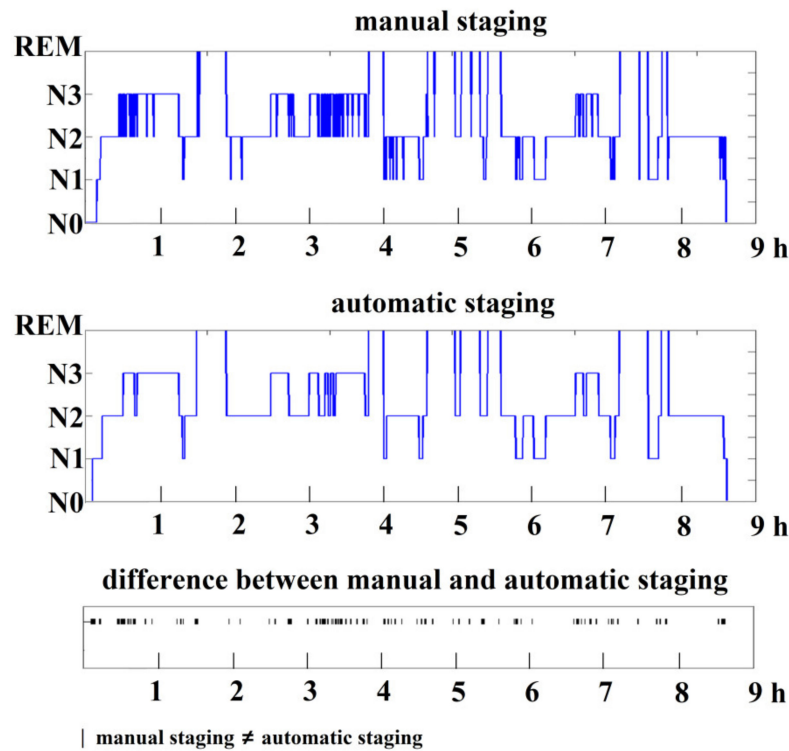 manual staging
REM
N3
N2
N1
N0
1 2 3 4 5 6 7 8 9 h
automatic staging
REM
N3
N2
N1
N0
1 2 3 4 5 6 7 8 9 h
difference between manual and automatic staging
1 2 3 4 5 6 7 8 9 h
| manual staging ≠ automatic staging